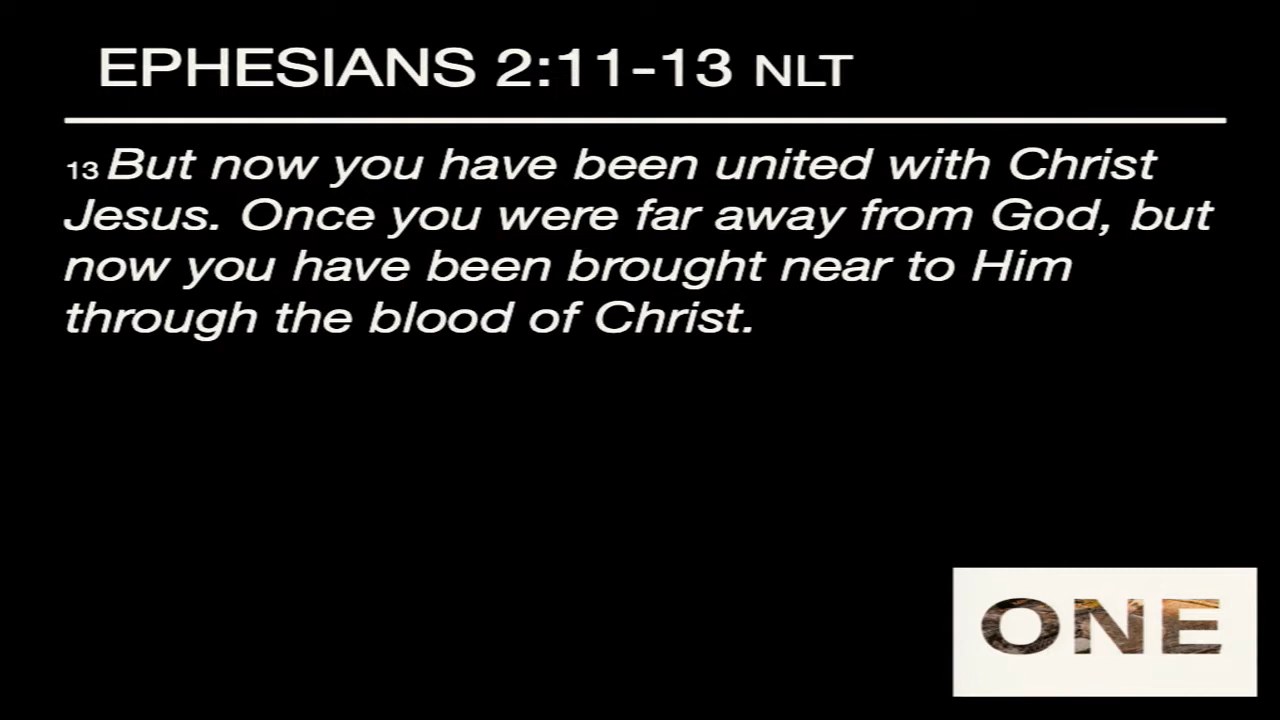 EPHESIANS 2:11-13 NLT
13 But now you have been united with Christ
Jesus. Once you were far away from God, but
now you have been brought near to Him
through the blood of Christ.
ONE